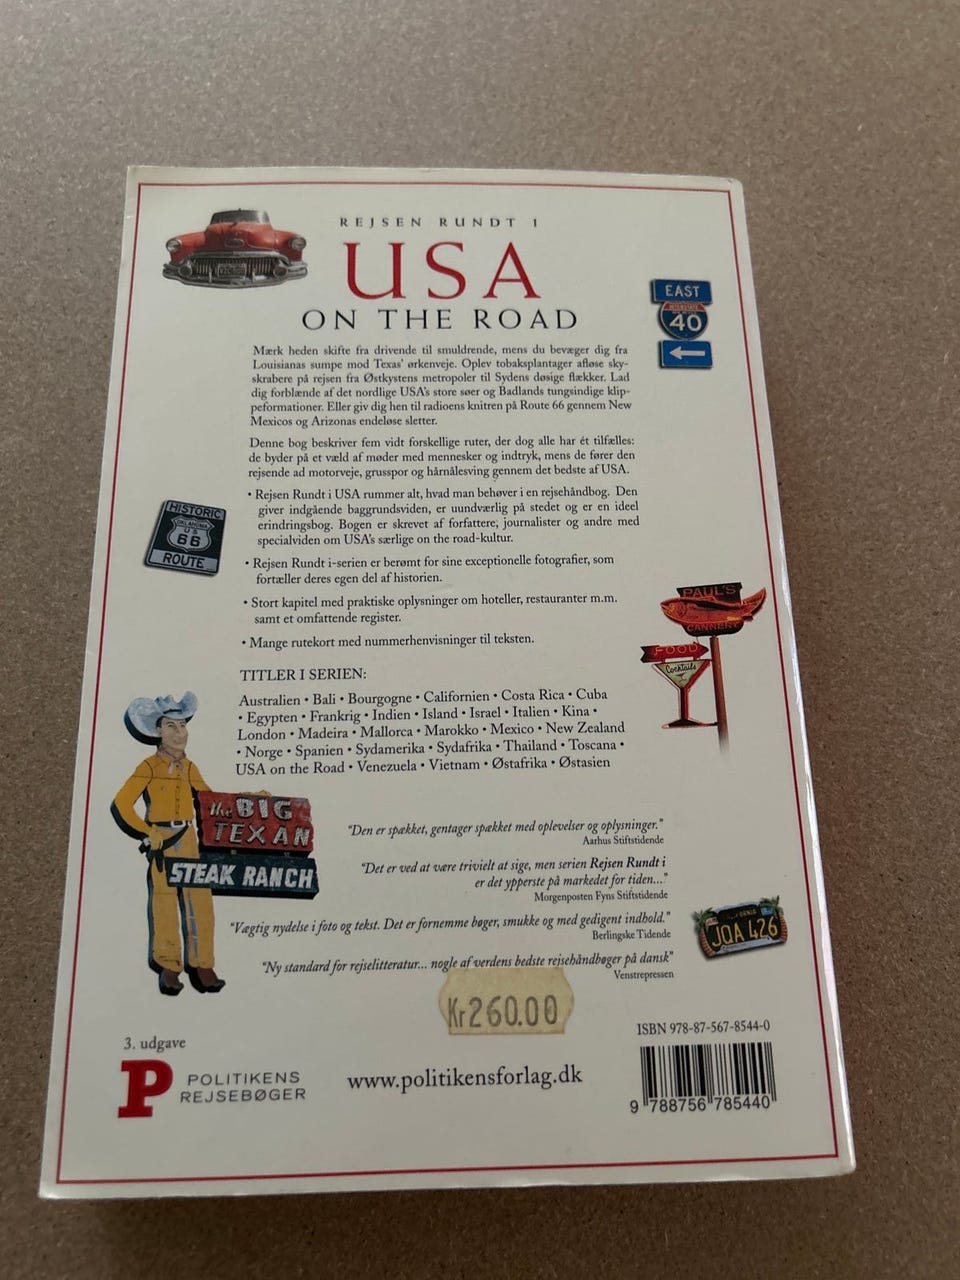 REJSEN RUNDT I
USA
ON THE ROAD
EAST
40
Mærk heden skifte fra drivende til smuldrende, mens du bevæger dig fra
Louisianas sumpe mod Texas' ørkenveje. Oplev tobaksplantager afløse sky-
skrabere på rejsen fra Østkystens metropoler til Sydens døsige flækker. Lad
dig forblænde af det nordlige USA's store søer og Badlands tungsindige klip-
peformationer. Eller giv dig hen til radioens knitren på Route 66 gennem New
Mexicos og Arizonas endeløse sletter.
Denne bog beskriver fem vidt forskellige ruter, der dog alle har ét tilfælles:
de byder på et væld af møder med mennesker og indtryk, mens de fører den
rejsende ad motorveje, grusspor og hårnålesving gennem det bedste af USA.
• Rejsen Rundt i USA rummer alt, hvad man behøver i en rejsehåndbog. Den
giver indgående baggrundsviden, er uundværlig på stedet og er en ideel
erindringsbog. Bogen er skrevet af forfattere, journalister og andre med
specialviden om USA's særlige on the road-kultur.
HISTORIC
OKLAHOMA
U S
66
ROUTE
• Rejsen Rundt i-serien er berømt for sine exceptionelle fotografier, som
fortæller deres egen del af historien.
• Stort kapitel med praktiske oplysninger om hoteller, restauranter m.m.
samt et omfattende register.
• Mange rutekort med nummerhenvisninger til teksten.
PAUL'S
CANNERY
FOOD
Cocktails
TITLER I SERIEN:
Australien • Bali • Bourgogne • Californien • Costa Rica • Cuba
• Egypten • Frankrig • Indien • Island • Israel • Italien • Kina •
London • Madeira • Mallorca • Marokko • Mexico • New Zealand
• Norge • Spanien • Sydamerika • Sydafrika • Thailand • Toscana •
USA on the Road • Venezuela • Vietnam • Østafrika • Østasien
the BIG
TEXAN
STEAK RANCH
"Den er spækket, gentager spækket med oplevelser og oplysninger."
Aarhus Stiftstidende
"Det er ved at være trivielt at sige, men serien Rejsen Rundt i
er det ypperste på markedet for tiden..."
Morgenposten Fyns Stiftstidende
"Vægtig nydelse i foto og tekst. Det er fornemme bøger, smukke og med gedigent indhold."
Berlingske Tidende
CALIFORNIA
JOA 426
"Ny standard for rejselitteratur... nogle af verdens bedste rejsehåndbøger på dansk"
Venstrepressen
Kr 260.00
3. udgave
P
POLITIKENS
REJSEBØGER
www.politikensforlag.dk
ISBN 978-87-567-8544-0
9 788756 785440